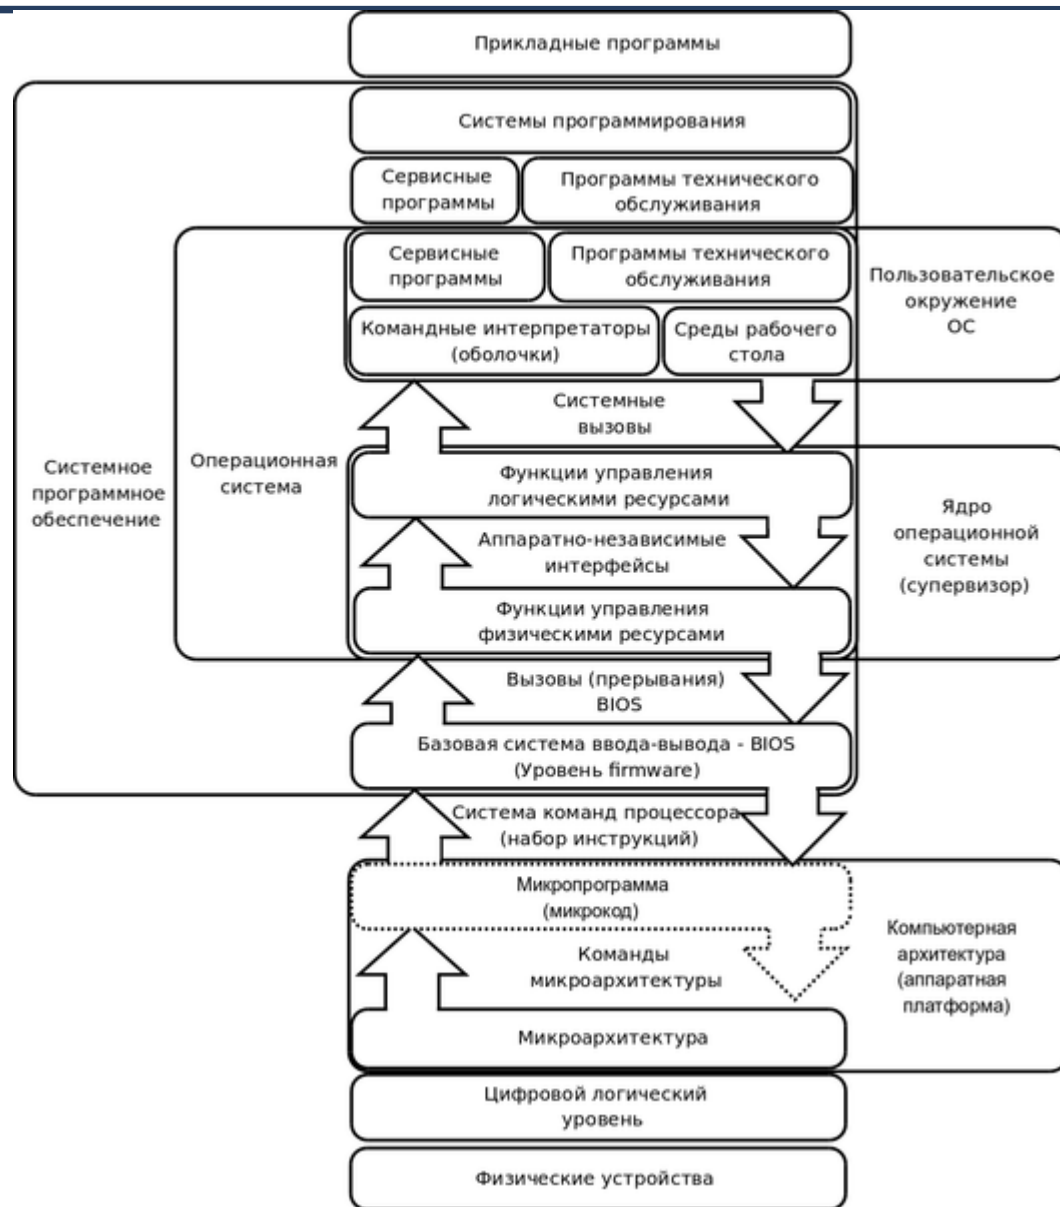 Прикладные программы
Системы программирования
Сервисные
программы
Программы технического
обслуживания
Сервисные
программы
Программы технического
обслуживания
Пользовательское
окружение
ОС
Командные интерпретаторы
(оболочки)
Среды рабочего
стола
Системные
вызовы
Системное
программное
обеспечение
Операционная
система
Функции управления
логическими ресурсами
Ядро
операционной
системы
(супервизор)
Аппаратно-независимые
интерфейсы
Функции управления
физическими ресурсами
Вызовы (прерывания)
BIOS
Базовая система ввода-вывода - BIOS
(Уровень firmware)
Система команд процессора
(набор инструкций)
Микропрограмма
(микрокод)
Компьютерная
архитектура
(аппаратная
платформа)
Команды
микроархитектуры
Микроархитектура
Цифровой логический
уровень
Физические устройства